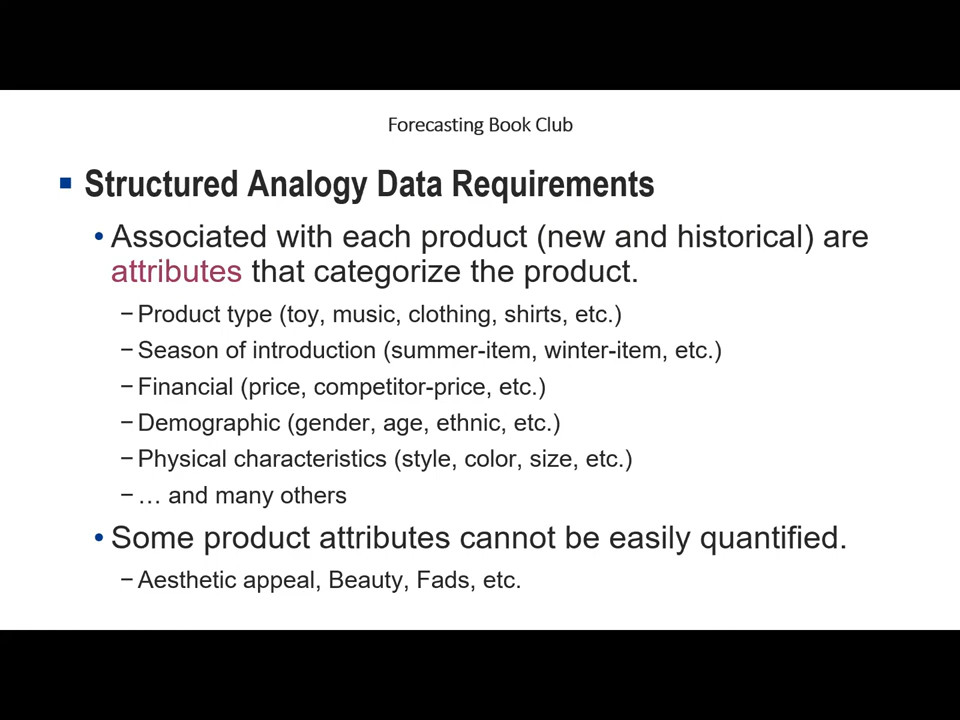 Forecasting Book Club
▪ Structured Analogy Data Requirements
• Associated with each product (new and historical) are
attributes that categorize the product.
− Product type (toy, music, clothing, shirts, etc.)
− Season of introduction (summer-item, winter-item, etc.)
− Financial (price, competitor-price, etc.)
− Demographic (gender, age, ethnic, etc.)
− Physical characteristics (style, color, size, etc.)
− … and many others
• Some product attributes cannot be easily quantified.
− Aesthetic appeal, Beauty, Fads, etc.